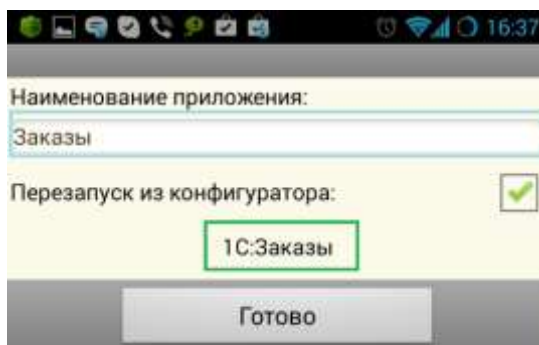 16:37
Наименование приложения:
Заказы
Перезапуск из конфигуратора:
1С:Заказы
Готово